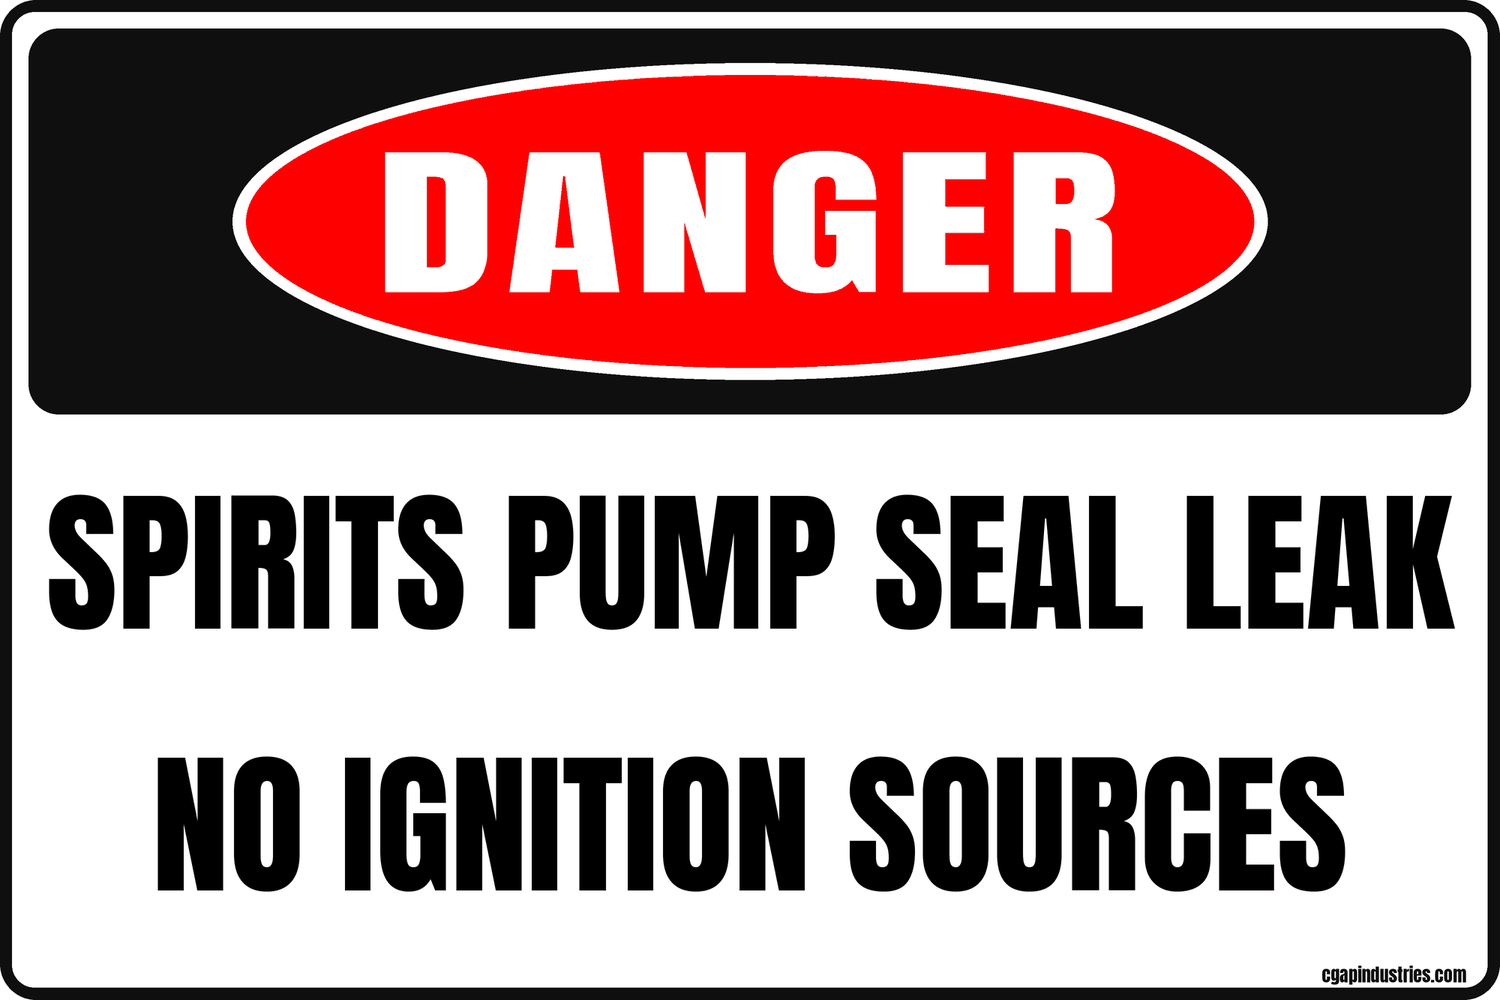 DANGER
SPIRITS PUMP SEAL LEAK
NO IGNITION SOURCES
cgapindustries.com